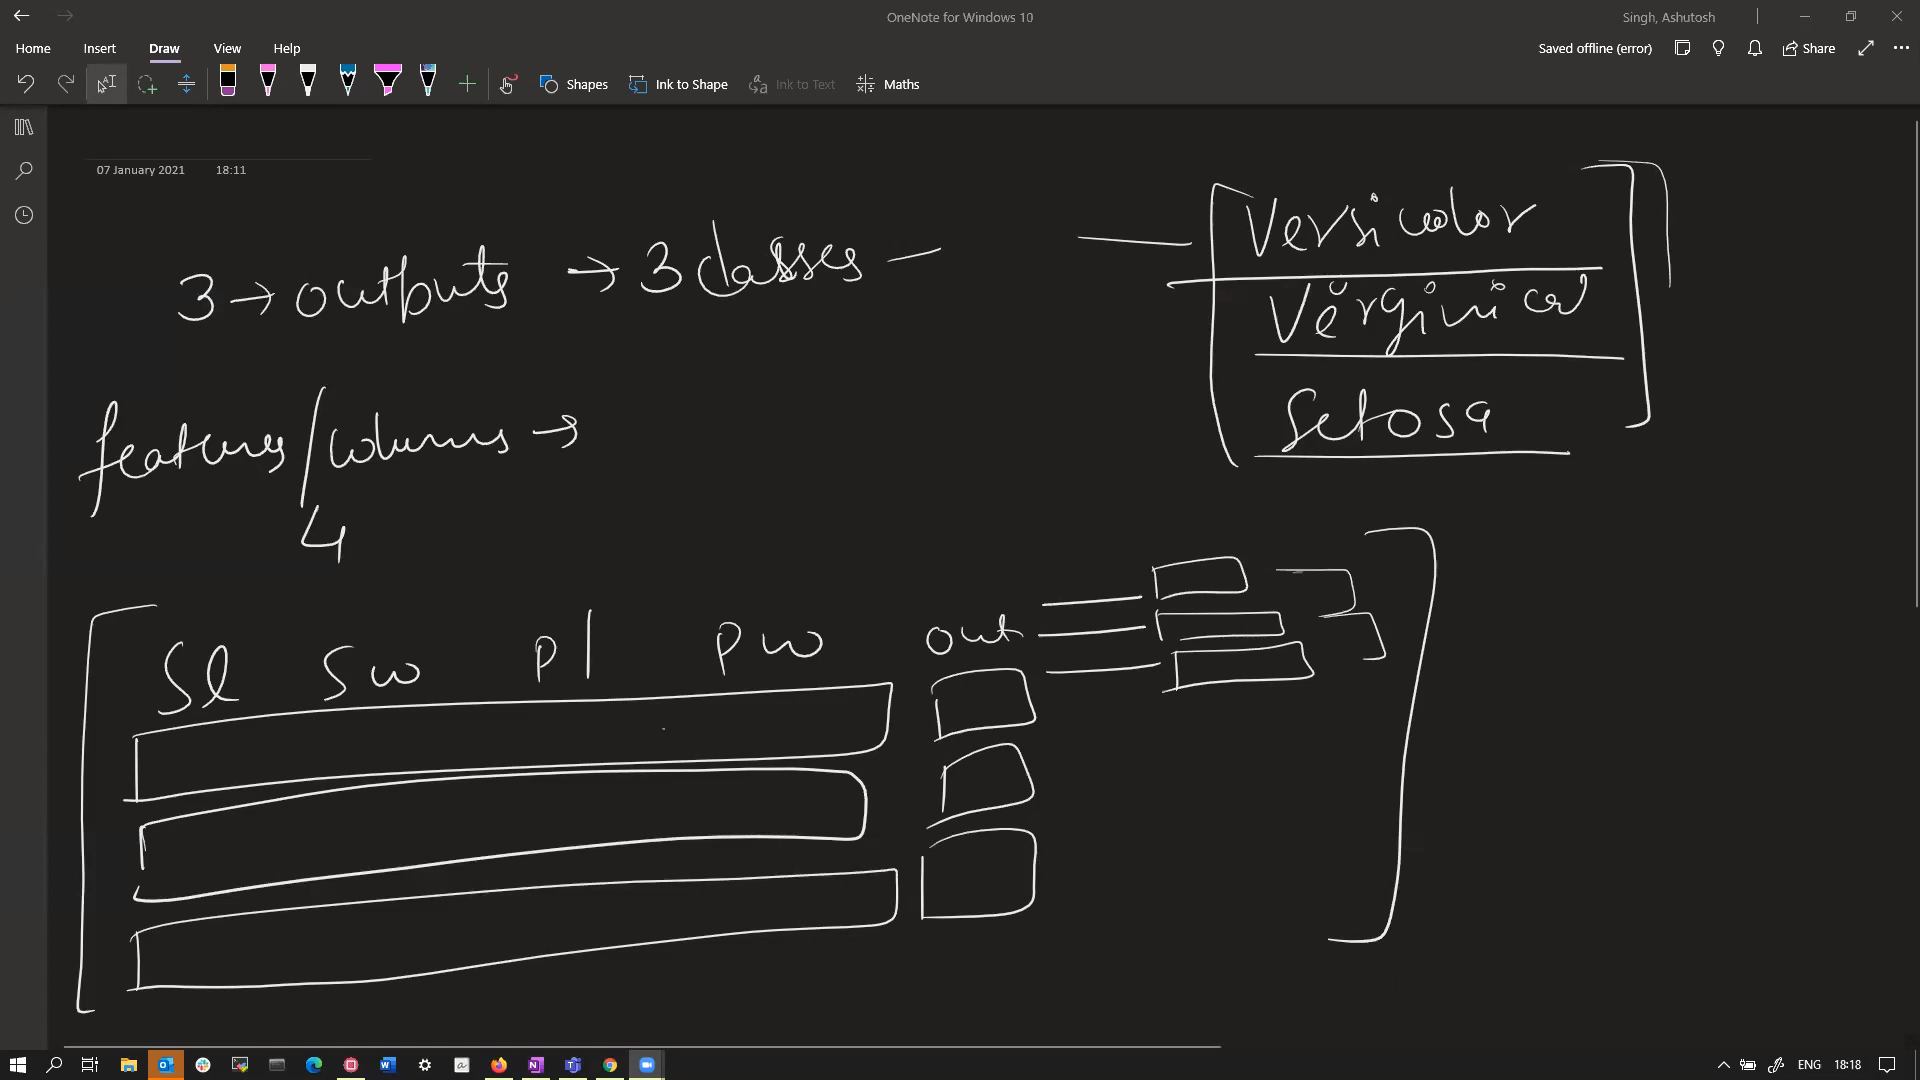 OneNote for Windows 10
Singh, Ashutosh
Home Insert Draw View Help
Saved offline (error) Share
Shapes Ink to Shape Ink to Text Maths
07 January 2021 18:11
3 → outputs → 3 classes —
Versicolor
Verginica
Setosa
features/columns →
4
Sl Sw pl pw out
ENG 18:18